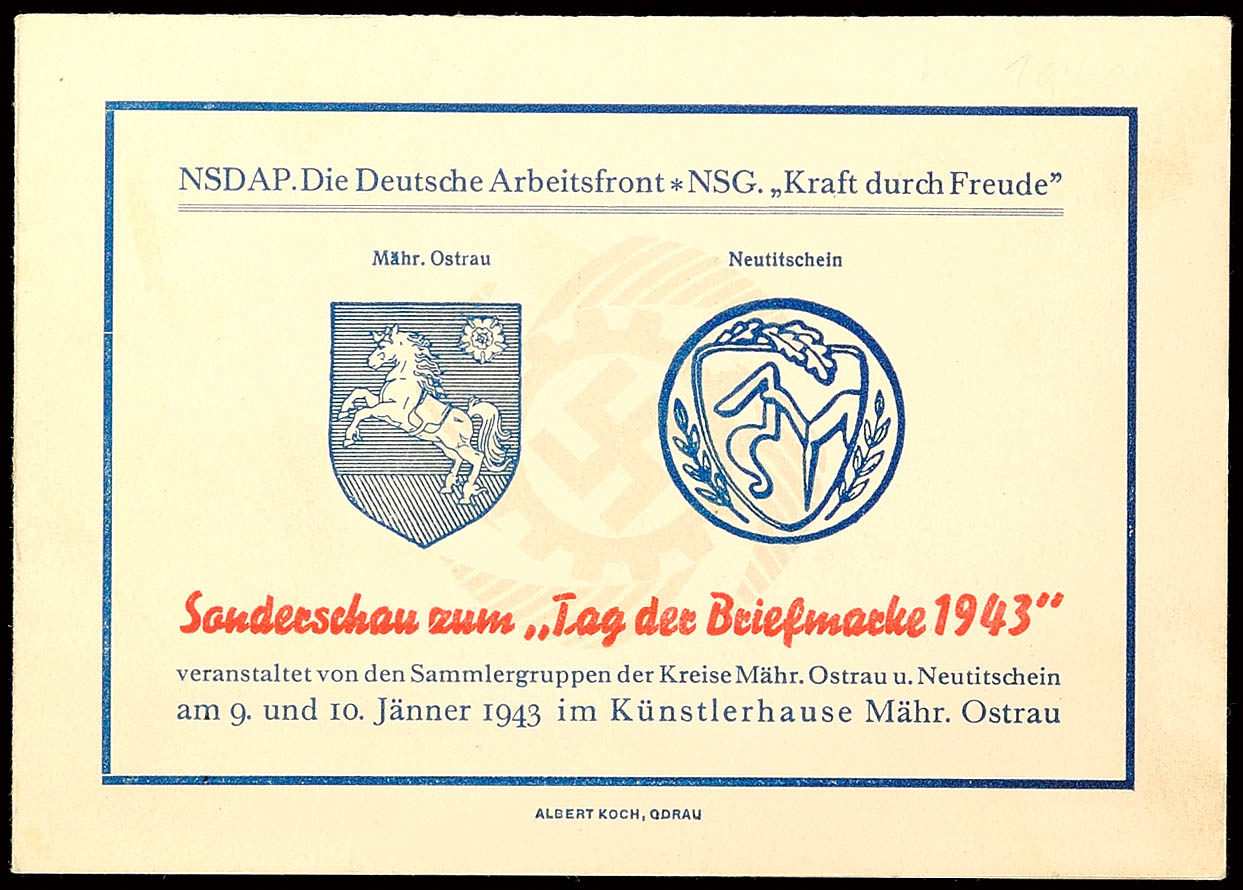 NSDAP. Die Deutsche Arbeitsfront * NSG. „Kraft durch Freude”
Mähr. Ostrau
Neutitschein
Sonderschau zum „Tag der Briefmarke 1943”
veranstaltet von den Sammlergruppen der Kreise Mähr. Ostrau u. Neutitschein
am 9. und 10. Jänner 1943 im Künstlerhause Mähr. Ostrau
ALBERT KOCH, ODRAU